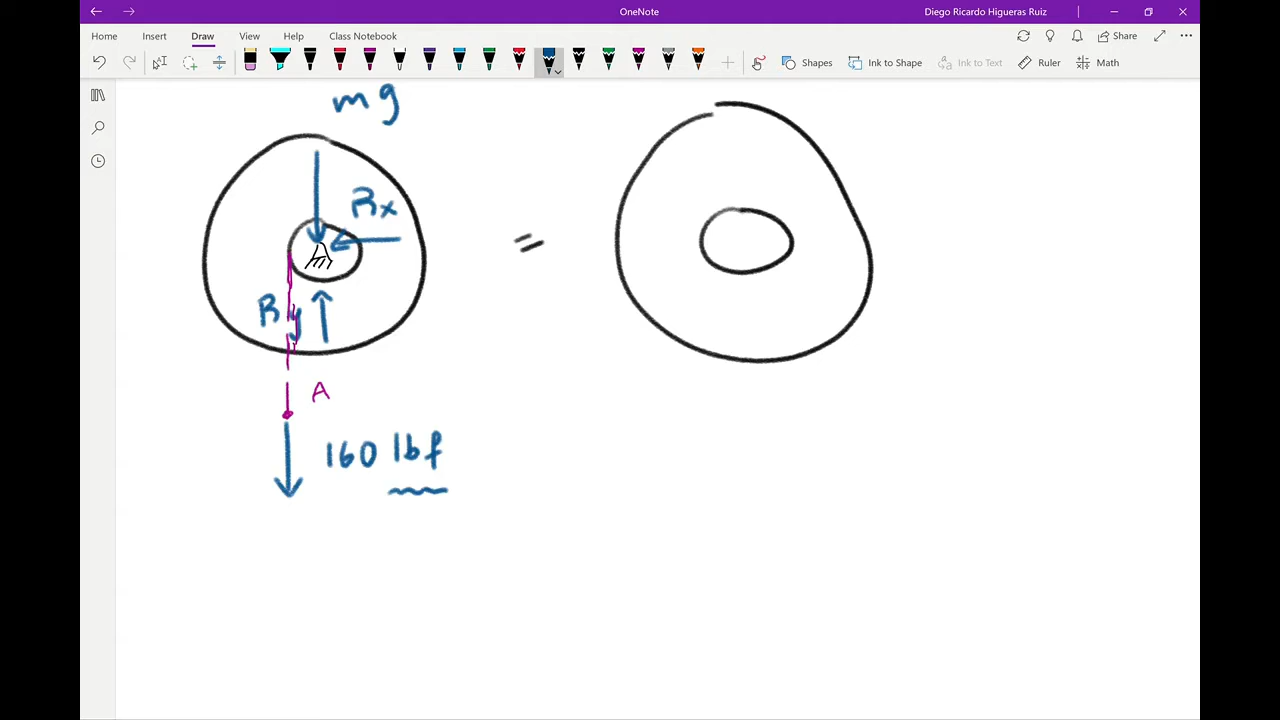 OneNote
Diego Ricardo Higueras Ruiz
Home Insert Draw View Help Class Notebook
Share
Shapes Ink to Shape Ink to Text Ruler Math
mg
Rx
=
Ry
A
160 lbf